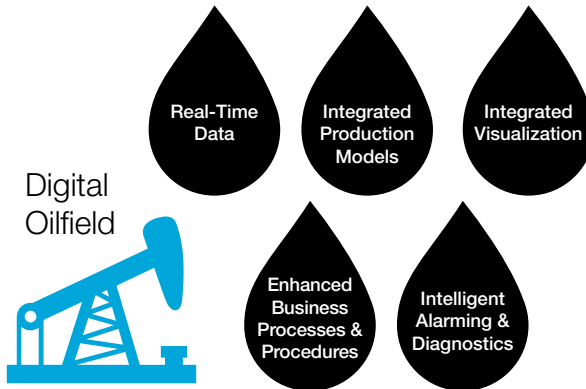 Real-Time
Data
Integrated
Production
Models
Integrated
Visualization
Digital
Oilfield
Enhanced
Business
Processes &
Procedures
Intelligent
Alarming &
Diagnostics